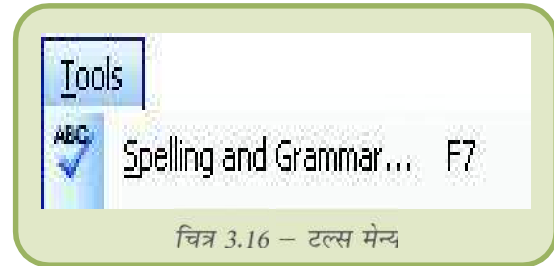 Tools
ABC
Spelling and Grammar... F7
चित्र 3.16 – टल्स मेन्य